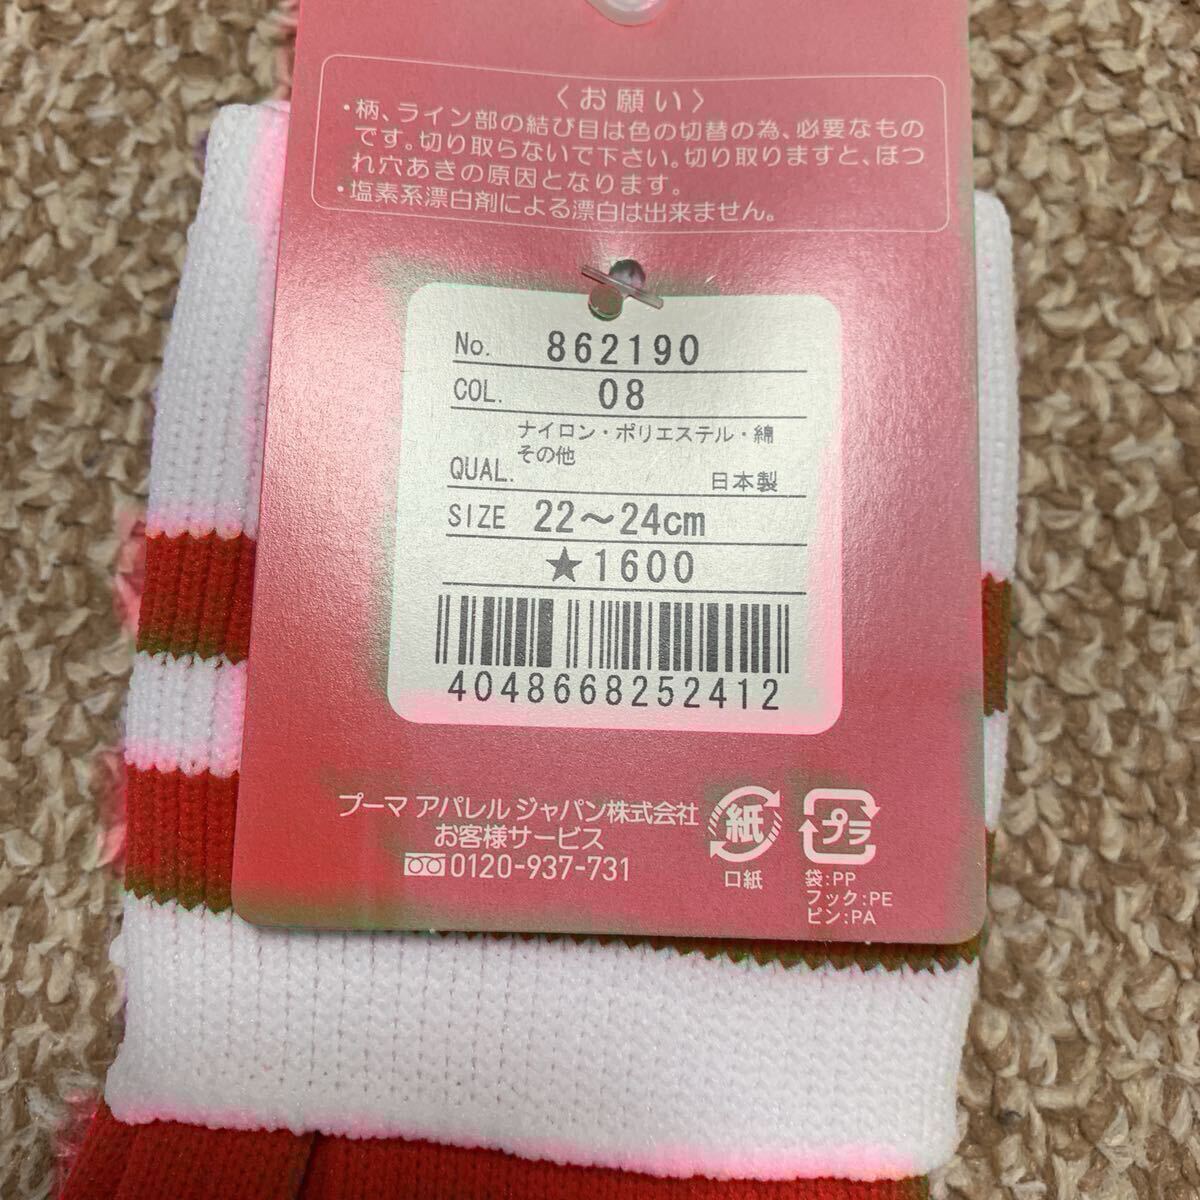 〈お願い〉
・柄、ライン部の結び目は色の切替の為、必要なもの
です。切り取らないで下さい。切り取りますと、ほつ
れ穴あきの原因となります。
・塩素系漂白剤による漂白は出来ません。
No. 862190
COL. 08
ナイロン・ポリエステル・綿
その他
QUAL. 日本製
SIZE 22～24cm
★1600
4048668252412
プーマ アパレル ジャパン株式会社
お客様サービス
0120-937-731
紙
口紙
プラ
袋:PP
フック:PE
ピン:PA